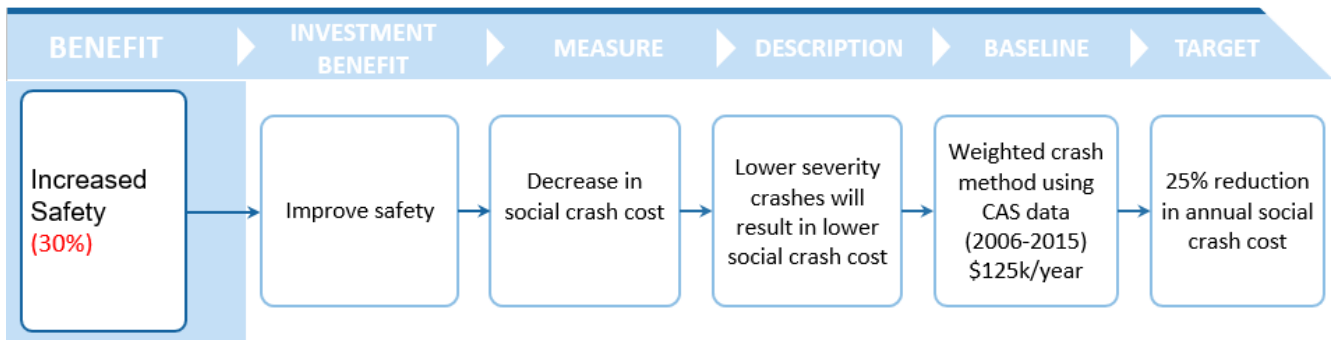 BENEFIT
INVESTMENT
BENEFIT
MEASURE
DESCRIPTION
BASELINE
TARGET
Increased
Safety
(30%)
Improve safety
Decrease in
social crash cost
Lower severity
crashes will
result in lower
social crash cost
Weighted crash
method using
CAS data
(2006-2015)
$125k/year
25% reduction
in annual social
crash cost